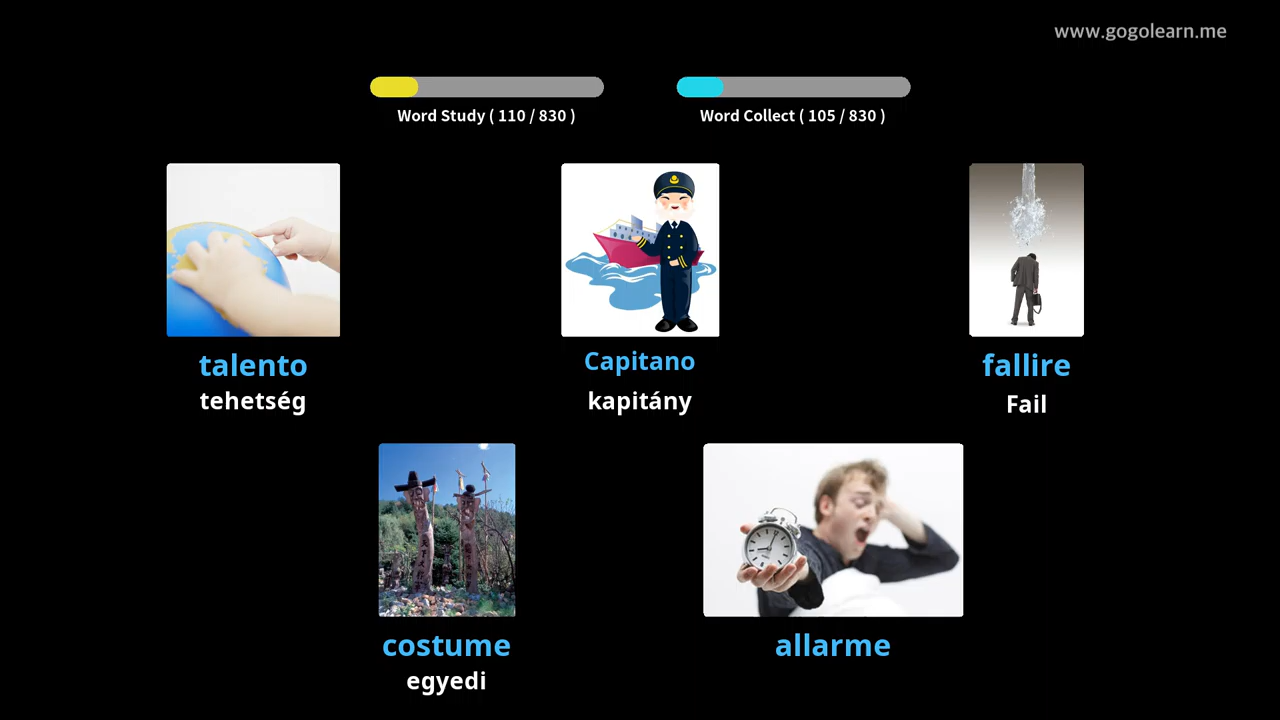 www.gogolearn.me
Word Study ( 110 / 830 )
Word Collect ( 105 / 830 )
talento
tehetség
Capitano
kapitány
fallire
Fail
costume
egyedi
allarme